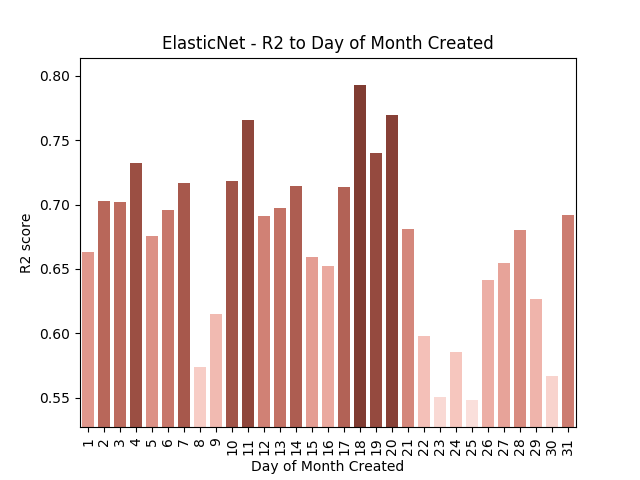 ElasticNet - R2 to Day of Month Created
R2 score
0.80
0.75
0.70
0.65
0.60
0.55
1 2 3 4 5 6 7 8 9 10 11 12 13 14 15 16 17 18 19 20 21 22 23 24 25 26 27 28 29 30 31
Day of Month Created